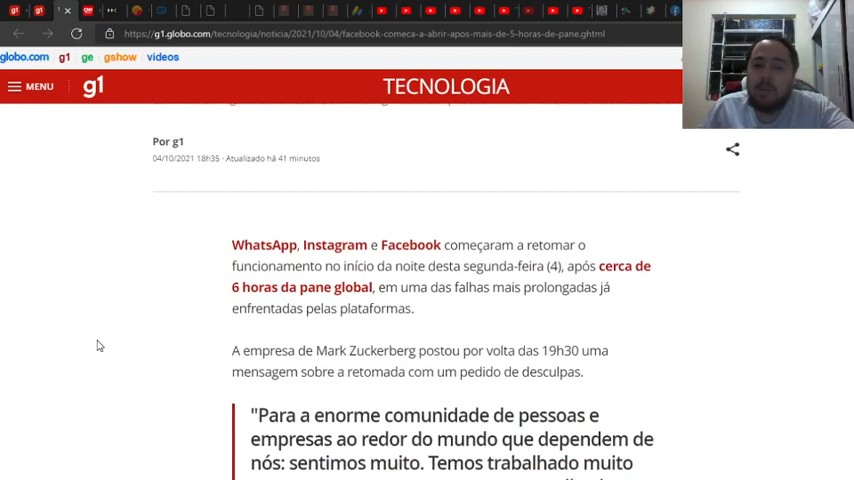 https://g1.globo.com/tecnologia/noticia/2021/10/04/facebook-comeca-a-abrir-apos-mais-de-5-horas-de-pane.ghtml
globo.com g1 ge gshow videos
MENU g1 TECNOLOGIA
Por g1
04/10/2021 18h35 · Atualizado há 41 minutos
WhatsApp, Instagram e Facebook começaram a retomar o
funcionamento no início da noite desta segunda-feira (4), após cerca de
6 horas da pane global, em uma das falhas mais prolongadas já
enfrentadas pelas plataformas.
A empresa de Mark Zuckerberg postou por volta das 19h30 uma
mensagem sobre a retomada com um pedido de desculpas.
"Para a enorme comunidade de pessoas e
empresas ao redor do mundo que dependem de
nós: sentimos muito. Temos trabalhado muito